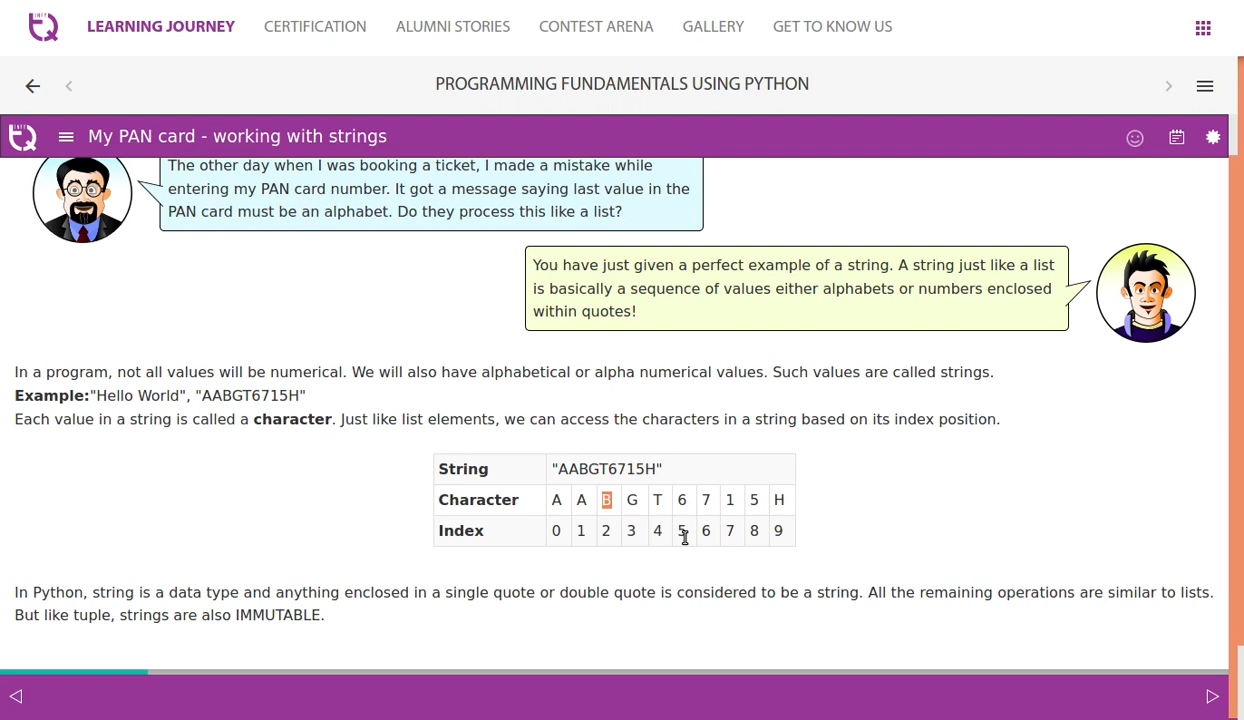 LEARNING JOURNEY CERTIFICATION ALUMNI STORIES CONTEST ARENA GALLERY GET TO KNOW US
PROGRAMMING FUNDAMENTALS USING PYTHON
My PAN card - working with strings
The other day when I was booking a ticket, I made a mistake while
entering my PAN card number. It got a message saying last value in the
PAN card must be an alphabet. Do they process this like a list?
You have just given a perfect example of a string. A string just like a list
is basically a sequence of values either alphabets or numbers enclosed
within quotes!
In a program, not all values will be numerical. We will also have alphabetical or alpha numerical values. Such values are called strings.
Example:"Hello World", "AABGT6715H"
Each value in a string is called a character. Just like list elements, we can access the characters in a string based on its index position.
String "AABGT6715H"
Character A A B G T 6 7 1 5 H
Index 0 1 2 3 4 5 6 7 8 9
In Python, string is a data type and anything enclosed in a single quote or double quote is considered to be a string. All the remaining operations are similar to lists.
But like tuple, strings are also IMMUTABLE.